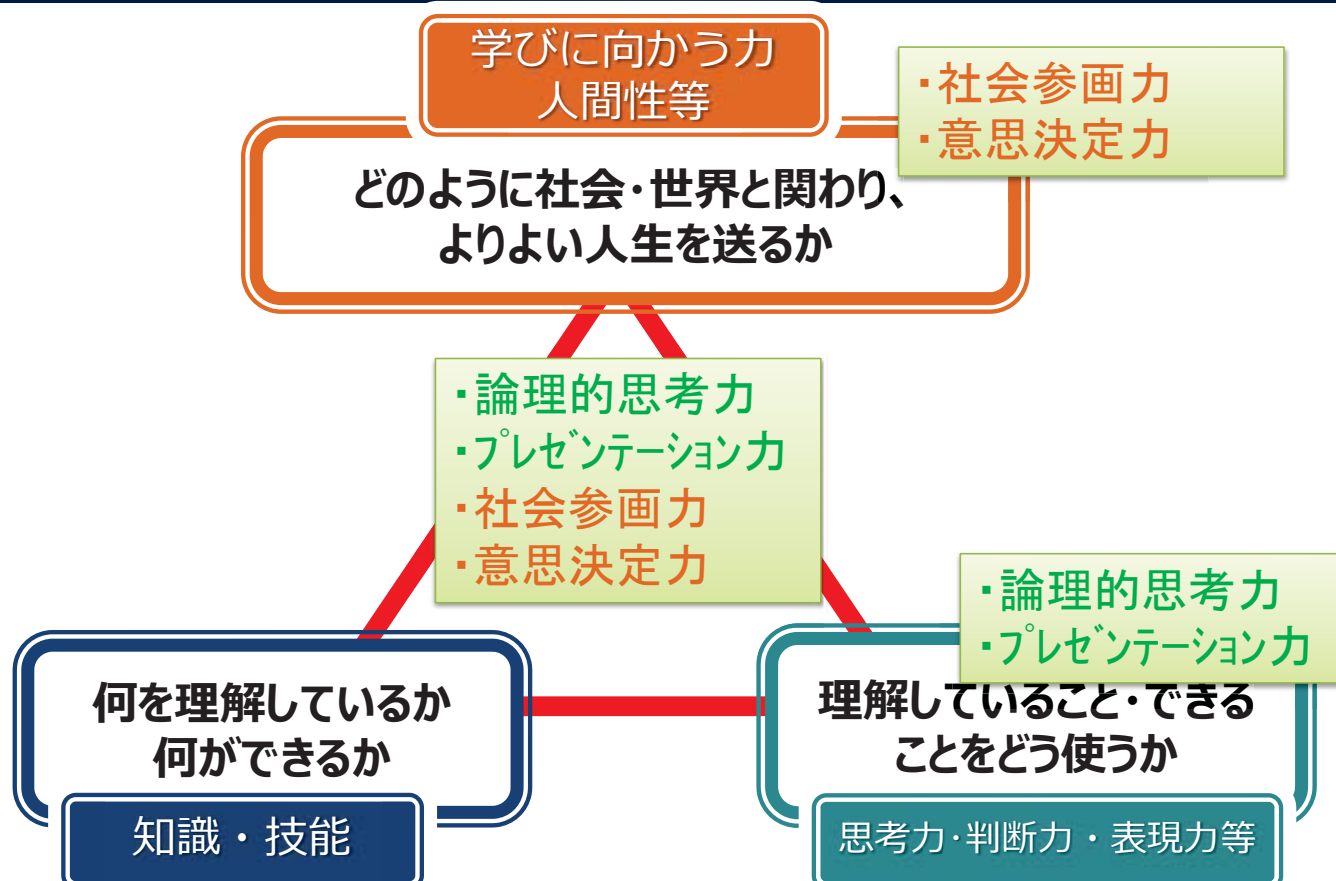 学びに向かう力
人間性等
・社会参画力
・意思決定力
どのように社会・世界と関わり、
よりよい人生を送るか
・論理的思考力
・プレゼンテーション力
・社会参画力
・意思決定力
・論理的思考力
・プレゼンテーション力
何を理解しているか
何ができるか
知識・技能
理解していること・できる
ことをどう使うか
思考力・判断力・表現力等